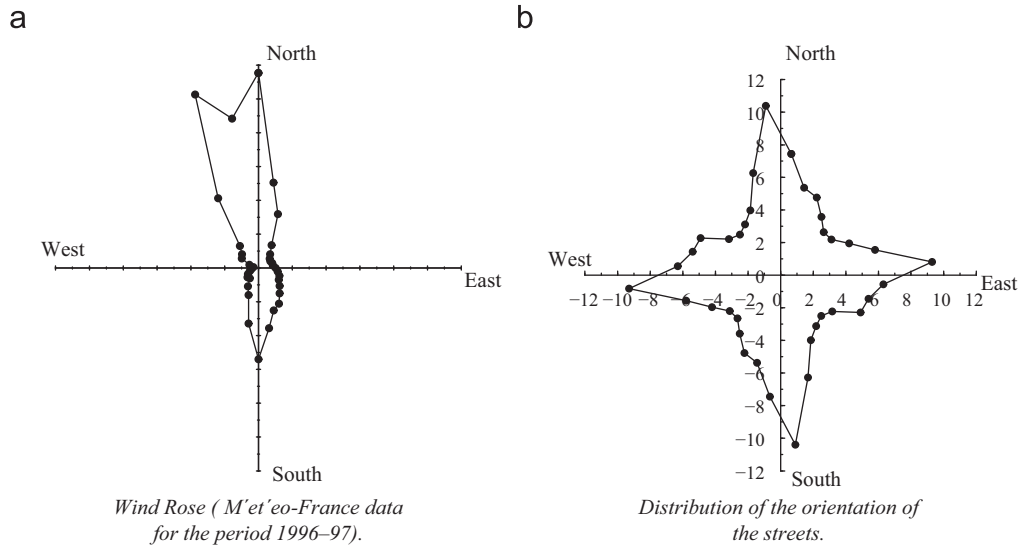 a
b
North
West
East
South
Wind Rose ( M´et´eo-France data
for the period 1996–97).
North
12
10
8
6
4
2
0
−2
−4
−6
−8
−10
−12
West
−12 −10 −8 −6 −4 −2 0 2 4 6 8 10 12
East
South
Distribution of the orientation of
the streets.